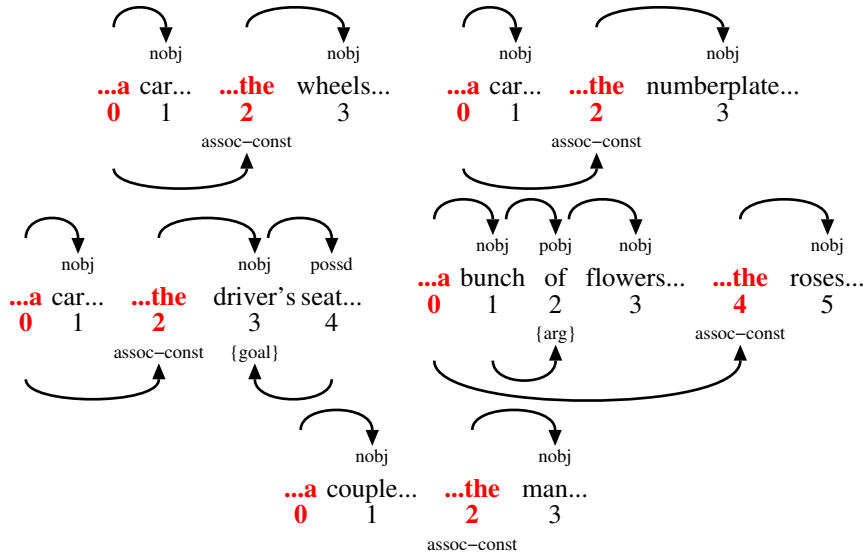 nobj nobj nobj nobj
...a car... ...the wheels... ...a car... ...the numberplate...
0 1 2 3 0 1 2 3
assoc−const assoc−const
nobj nobj possd nobj pobj nobj nobj
...a car... ...the driver's seat... ...a bunch of flowers... ...the roses...
0 1 2 3 4 0 1 2 3 4 5
assoc−const {goal} {arg} assoc−const
nobj nobj
...a couple... ...the man...
0 1 2 3
assoc−const